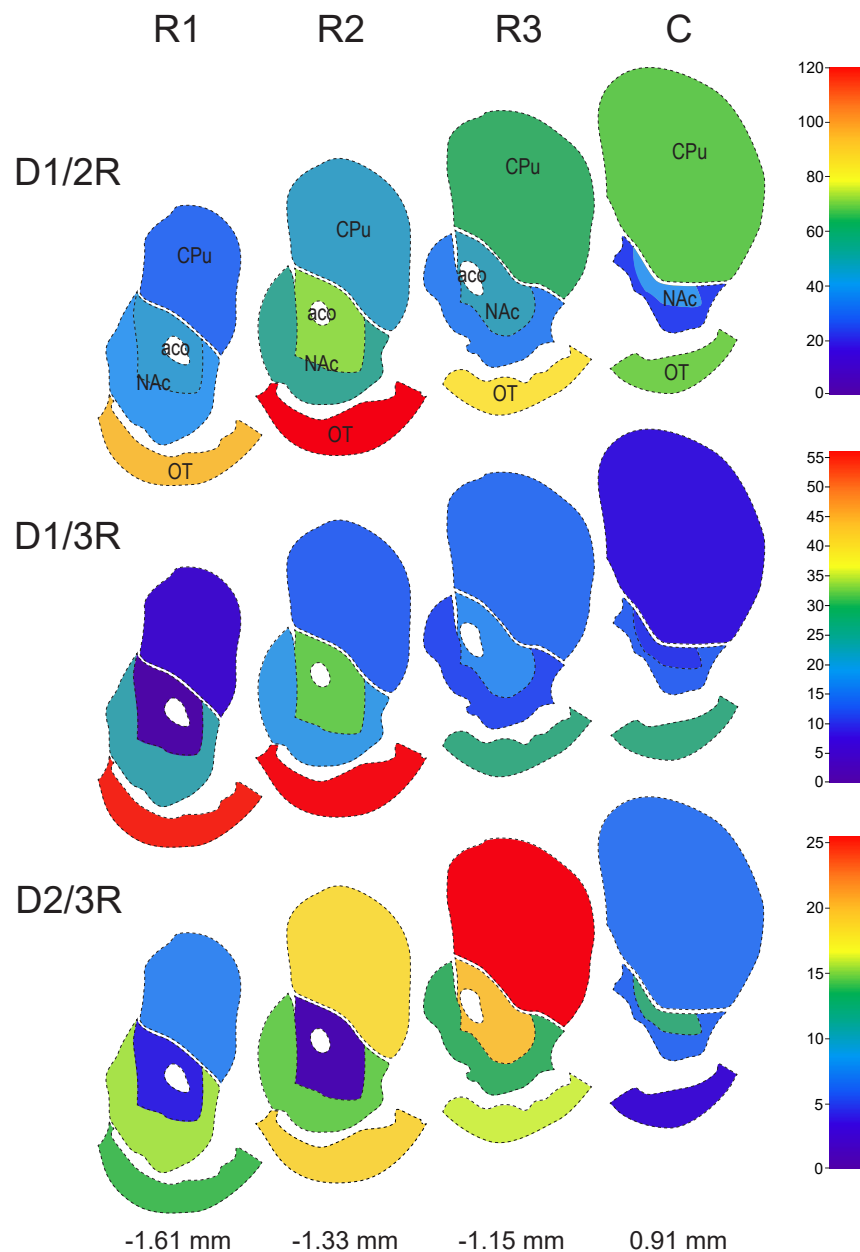 R1 R2 R3 C
D1/2R
CPu
aco
NAc
OT
CPu
aco
NAc
OT
CPu
aco
NAc
OT
CPu
NAc
OT
120
100
80
60
40
20
0
D1/3R
55
50
45
40
35
30
25
20
15
10
5
0
D2/3R
25
20
15
10
5
0
-1.61 mm -1.33 mm -1.15 mm 0.91 mm